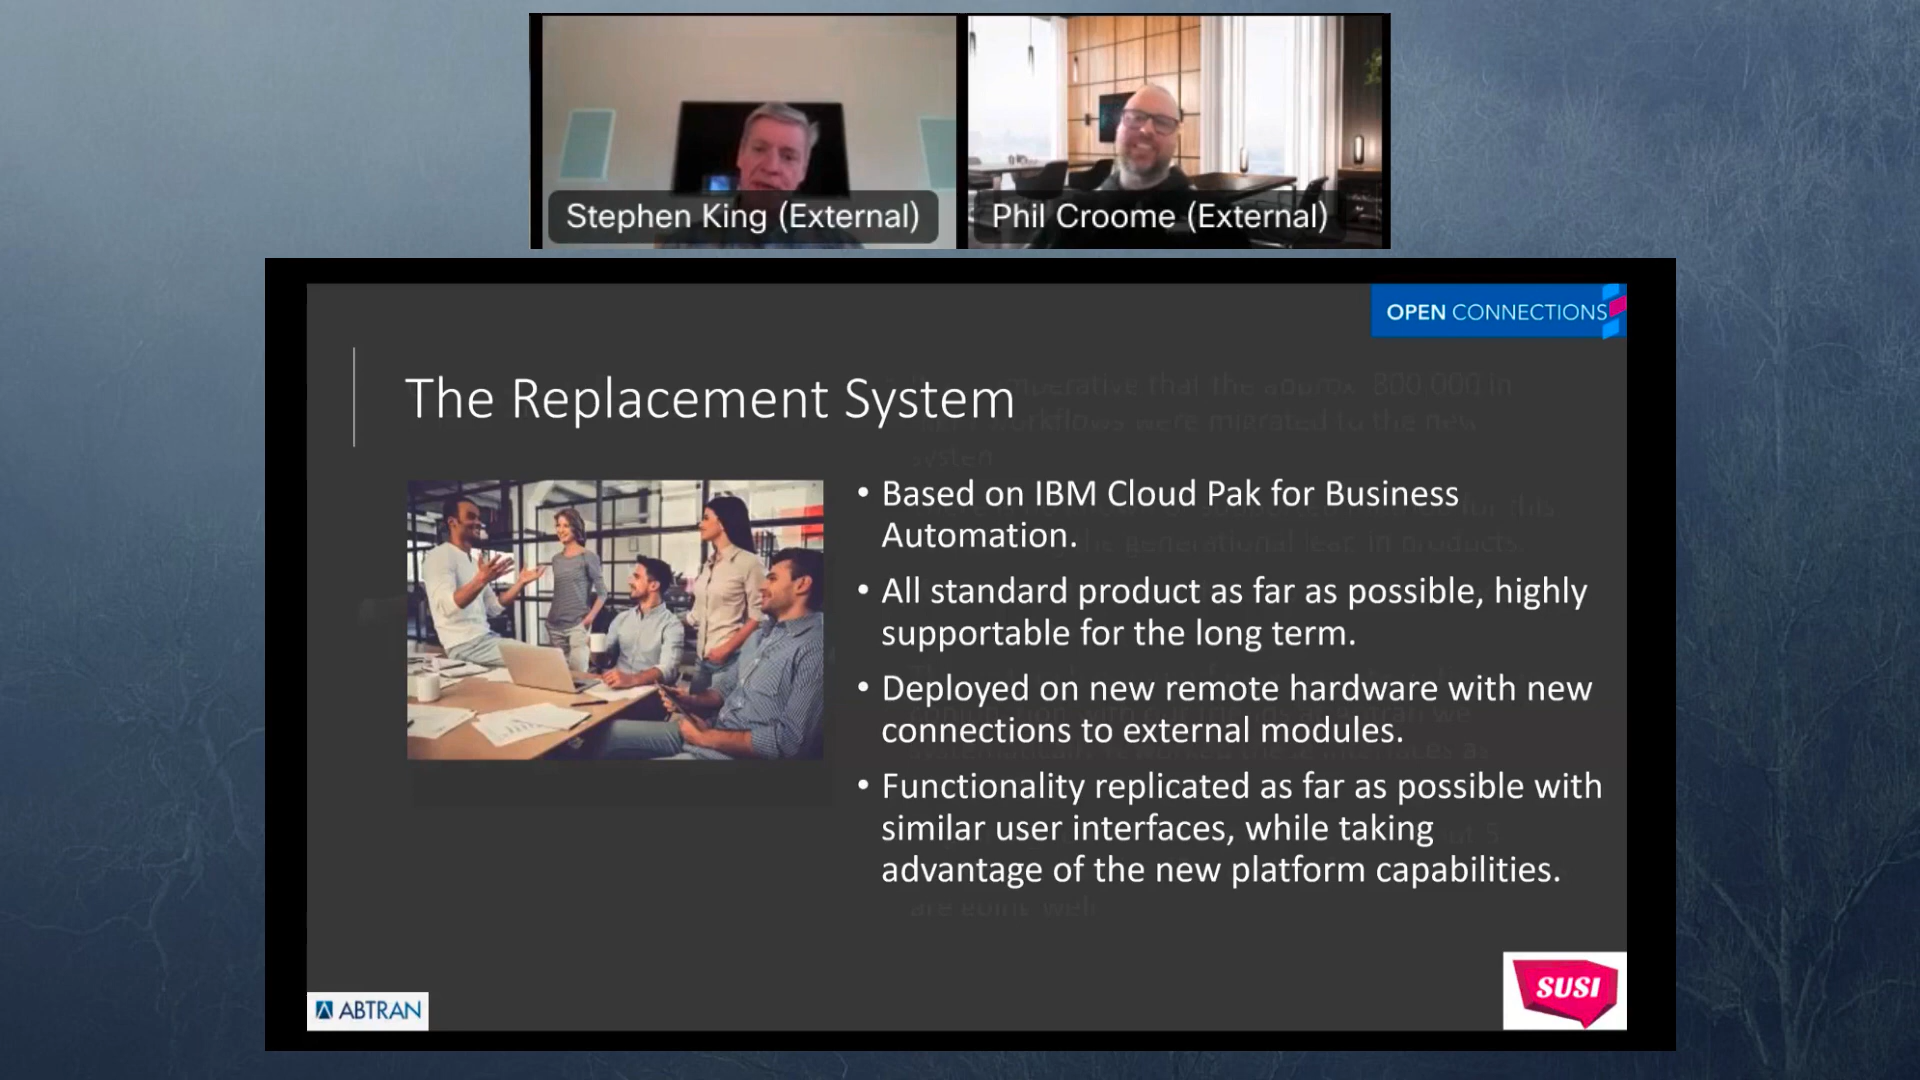 Stephen King (External)
Phil Croome (External)
OPEN CONNECTIONS
The Replacement System
• Based on IBM Cloud Pak for Business
Automation.
• All standard product as far as possible, highly
supportable for the long term.
• Deployed on new remote hardware with new
connections to external modules.
• Functionality replicated as far as possible with
similar user interfaces, while taking
advantage of the new platform capabilities.
ABTRAN
SUSI